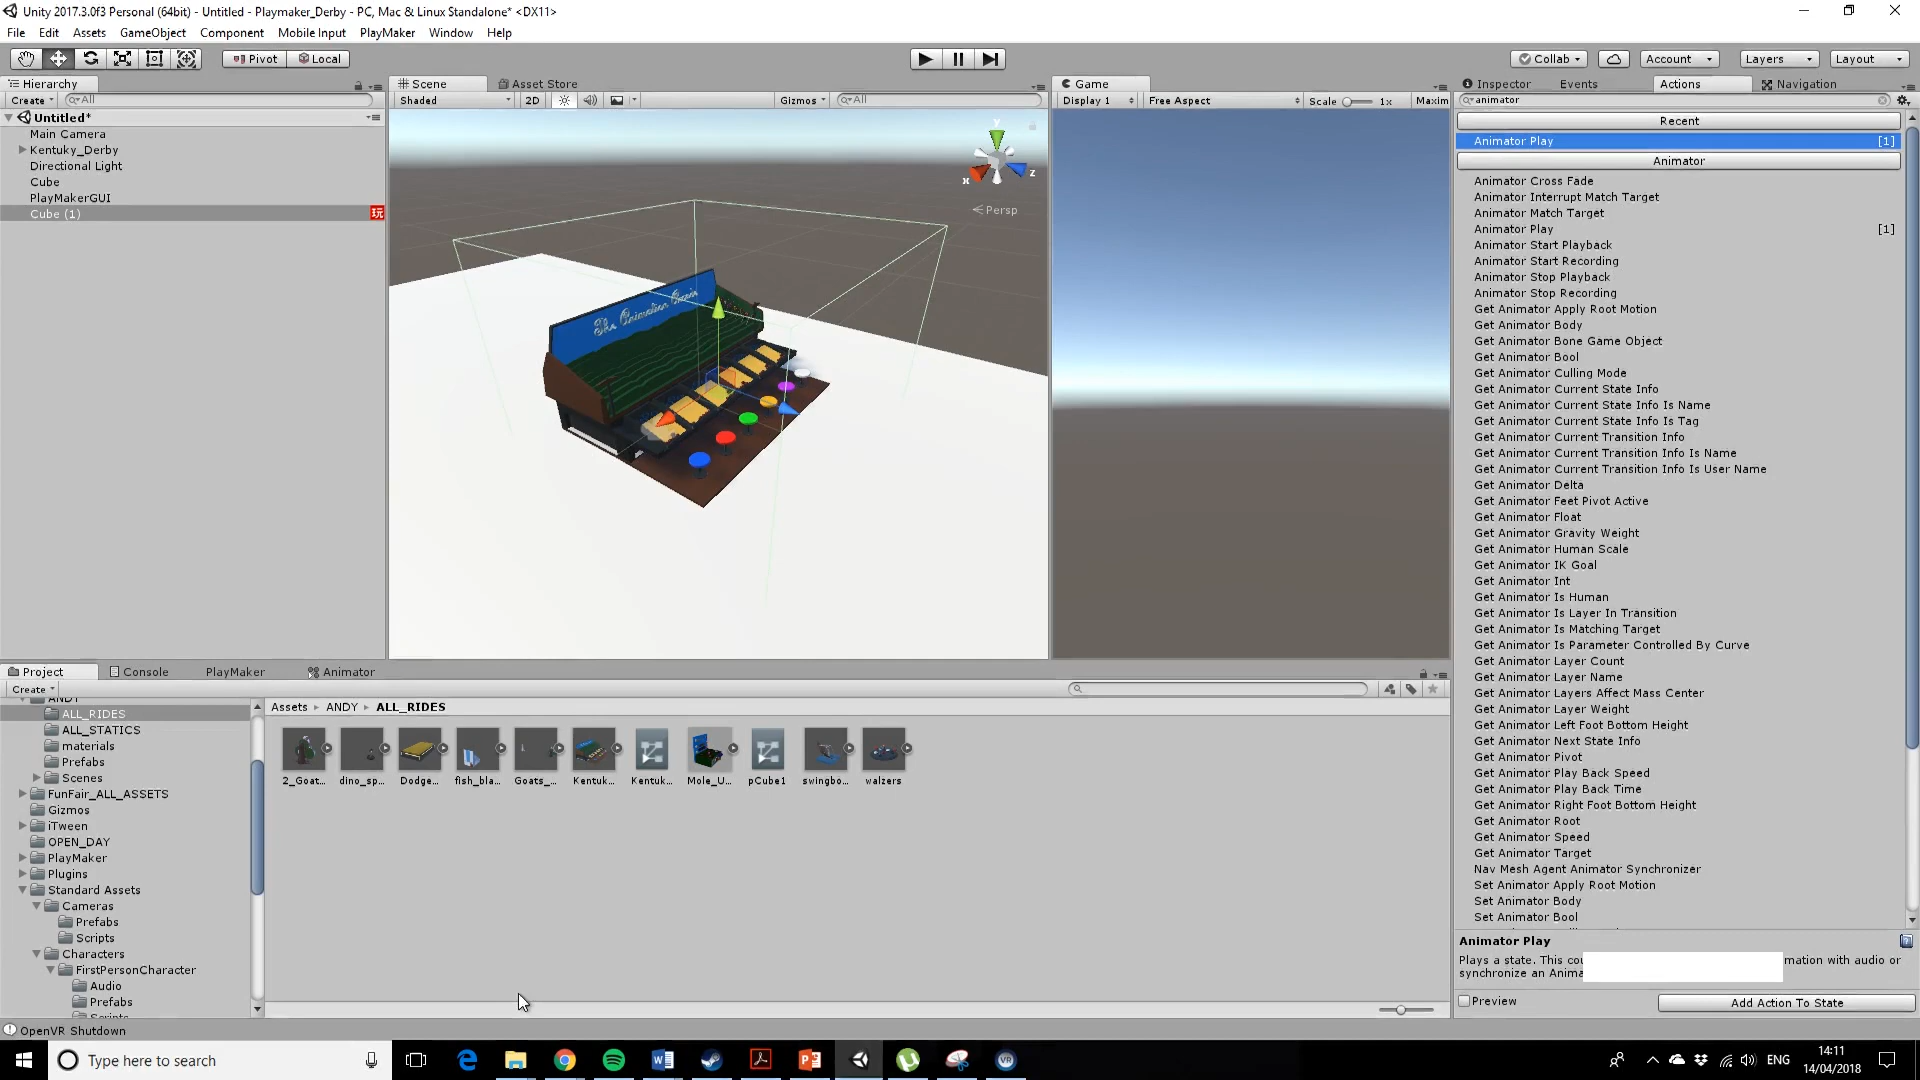 Unity 2017.3.0f3 Personal (64bit) - Untitled - Playmaker_Derby - PC, Mac & Linux Standalone* <DX11>
File Edit Assets GameObject Component Mobile Input PlayMaker Window Help
Pivot Local Collab Account Layers Layout
Hierarchy Scene Asset Store Game Inspector Events Actions Navigation
Create All Shaded 2D Gizmos All Display 1 Free Aspect Scale 1x Maxim animator
Untitled*
Main Camera
Kentuky_Derby
Directional Light
Cube
PlayMakerGUI
Cube (1) 玩
y
x
z
Persp
The Animation
Recent
Animator Play [1]
Animator
Animator Cross Fade
Animator Interrupt Match Target
Animator Match Target
Animator Play [1]
Animator Start Playback
Animator Start Recording
Animator Stop Playback
Animator Stop Recording
Get Animator Apply Root Motion
Get Animator Body
Get Animator Bone Game Object
Get Animator Bool
Get Animator Culling Mode
Get Animator Current State Info
Get Animator Current State Info Is Name
Get Animator Current State Info Is Tag
Get Animator Current Transition Info
Get Animator Current Transition Info Is Name
Get Animator Current Transition Info Is User Name
Get Animator Delta
Get Animator Feet Pivot Active
Get Animator Float
Get Animator Gravity Weight
Get Animator Human Scale
Get Animator IK Goal
Get Animator Int
Get Animator Is Human
Get Animator Is Layer In Transition
Get Animator Is Matching Target
Get Animator Is Parameter Controlled By Curve
Get Animator Layer Count
Get Animator Layer Name
Get Animator Layers Affect Mass Center
Get Animator Layer Weight
Get Animator Left Foot Bottom Height
Get Animator Next State Info
Get Animator Pivot
Get Animator Play Back Speed
Get Animator Play Back Time
Get Animator Right Foot Bottom Height
Get Animator Root
Get Animator Speed
Get Animator Target
Nav Mesh Agent Animator Synchronizer
Set Animator Apply Root Motion
Set Animator Body
Set Animator Bool
Animator Play
Plays a state. This cou mation with audio or
synchronize an Anima
Preview Add Action To State
Project Console PlayMaker Animator
Create
ANDY
ALL_RIDES
ALL_STATICS
materials
Prefabs
Scenes
FunFair_ALL_ASSETS
Gizmos
iTween
OPEN_DAY
PlayMaker
Plugins
Standard Assets
Cameras
Prefabs
Scripts
Characters
FirstPersonCharacter
Audio
Prefabs
Scripts
Assets ANDY ALL_RIDES
2_Goat... dino_sp... Dodge... fish_bla... Goats_... Kentuk... Kentuk... Mole_U... pCube1 swingbo... walzers
OpenVR Shutdown
Type here to search
ENG
14:11
14/04/2018